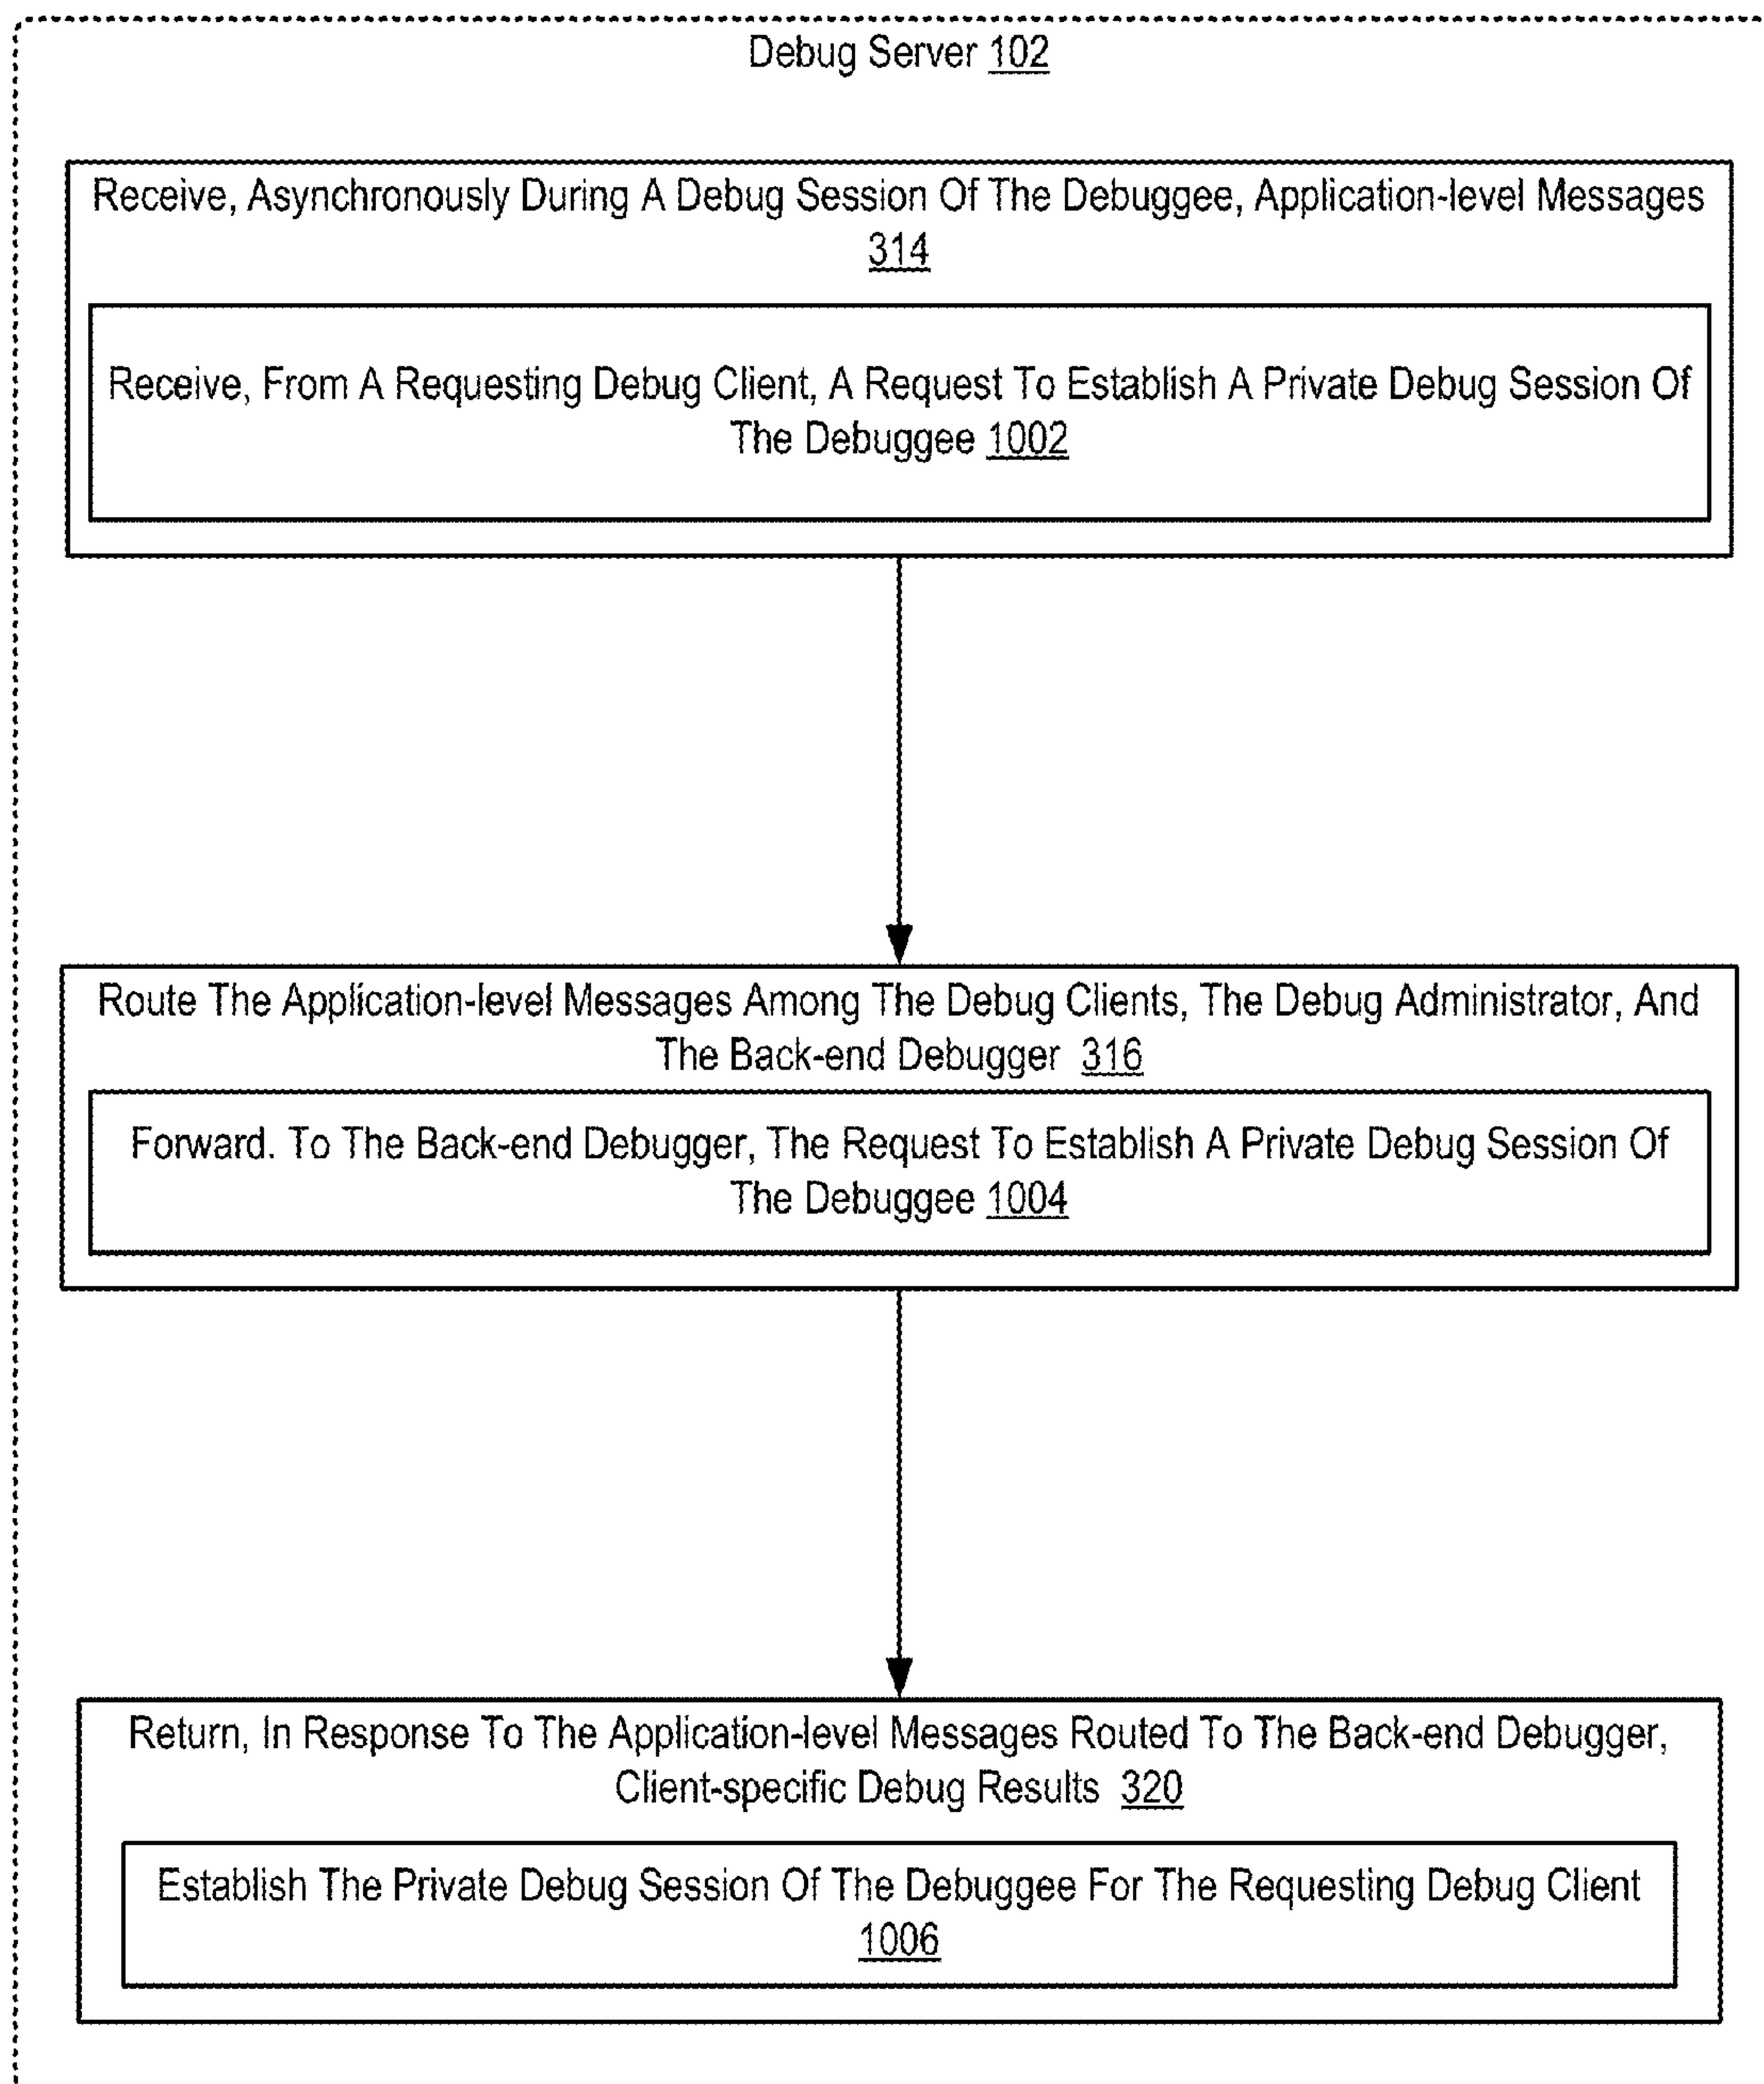 Debug Server 102
Receive, Asynchronously During A Debug Session Of The Debuggee, Application-level Messages
314
Receive, From A Requesting Debug Client, A Request To Establish A Private Debug Session Of
The Debuggee 1002
Route The Application-level Messages Among The Debug Clients, The Debug Administrator, And
The Back-end Debugger 316
Forward. To The Back-end Debugger, The Request To Establish A Private Debug Session Of
The Debuggee 1004
Return, In Response To The Application-level Messages Routed To The Back-end Debugger,
Client-specific Debug Results 320
Establish The Private Debug Session Of The Debuggee For The Requesting Debug Client
1006